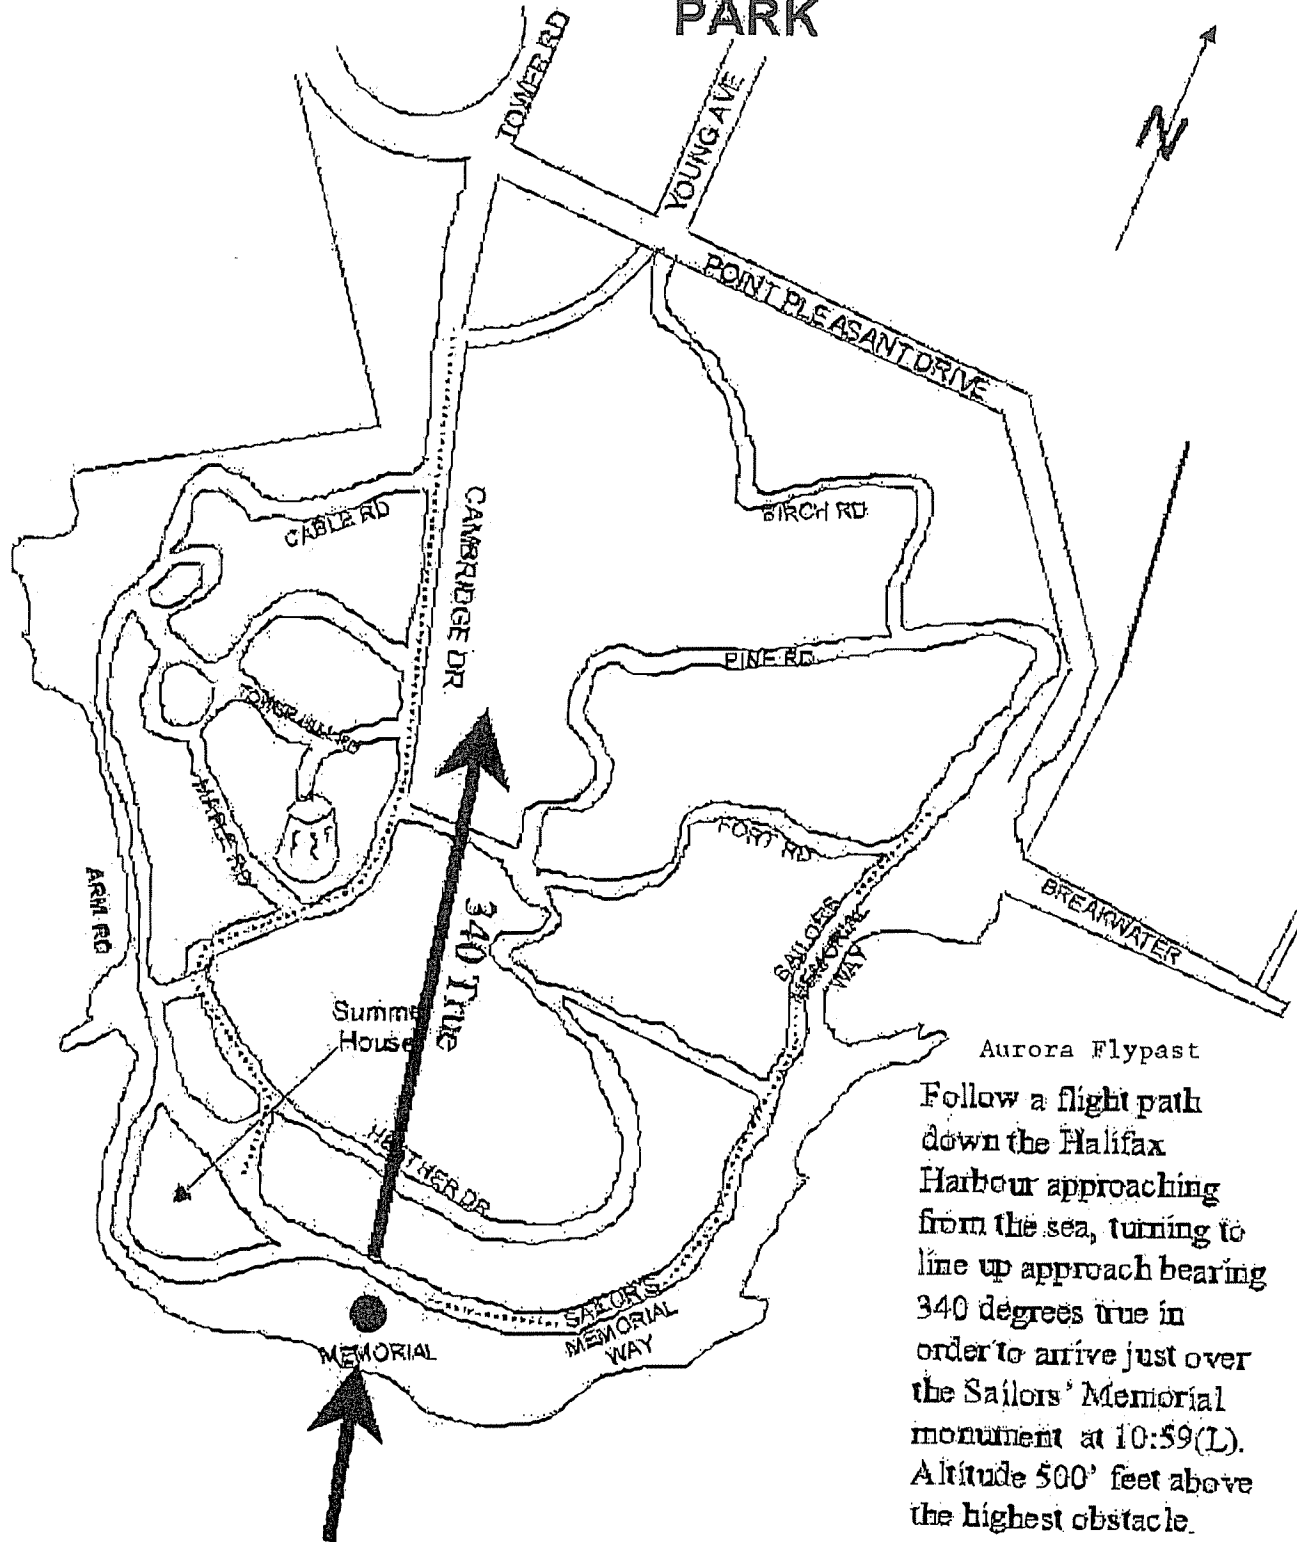 PARK
TOWER RD
YOUNG AVE
N
POINT PLEASANT DRIVE
CABLE RD
CAMBRIDGE DR
BIRCH RD
PINE RD
TOWER HILL RD
MAPLE RD
FORT RD
ARM RD
340 True
SAILORS
MEMORIAL
WAY
BREAKWATER
Summe
House
HEATHER DR
SAILORS
MEMORIAL
WAY
MEMORIAL
Aurora Flypast
Follow a flight path
down the Halifax
Harbour approaching
from the sea, turning to
line up approach bearing
340 degrees true in
order to arrive just over
the Sailors' Memorial
monument at 10:59(L).
Altitude 500' feet above
the highest obstacle.